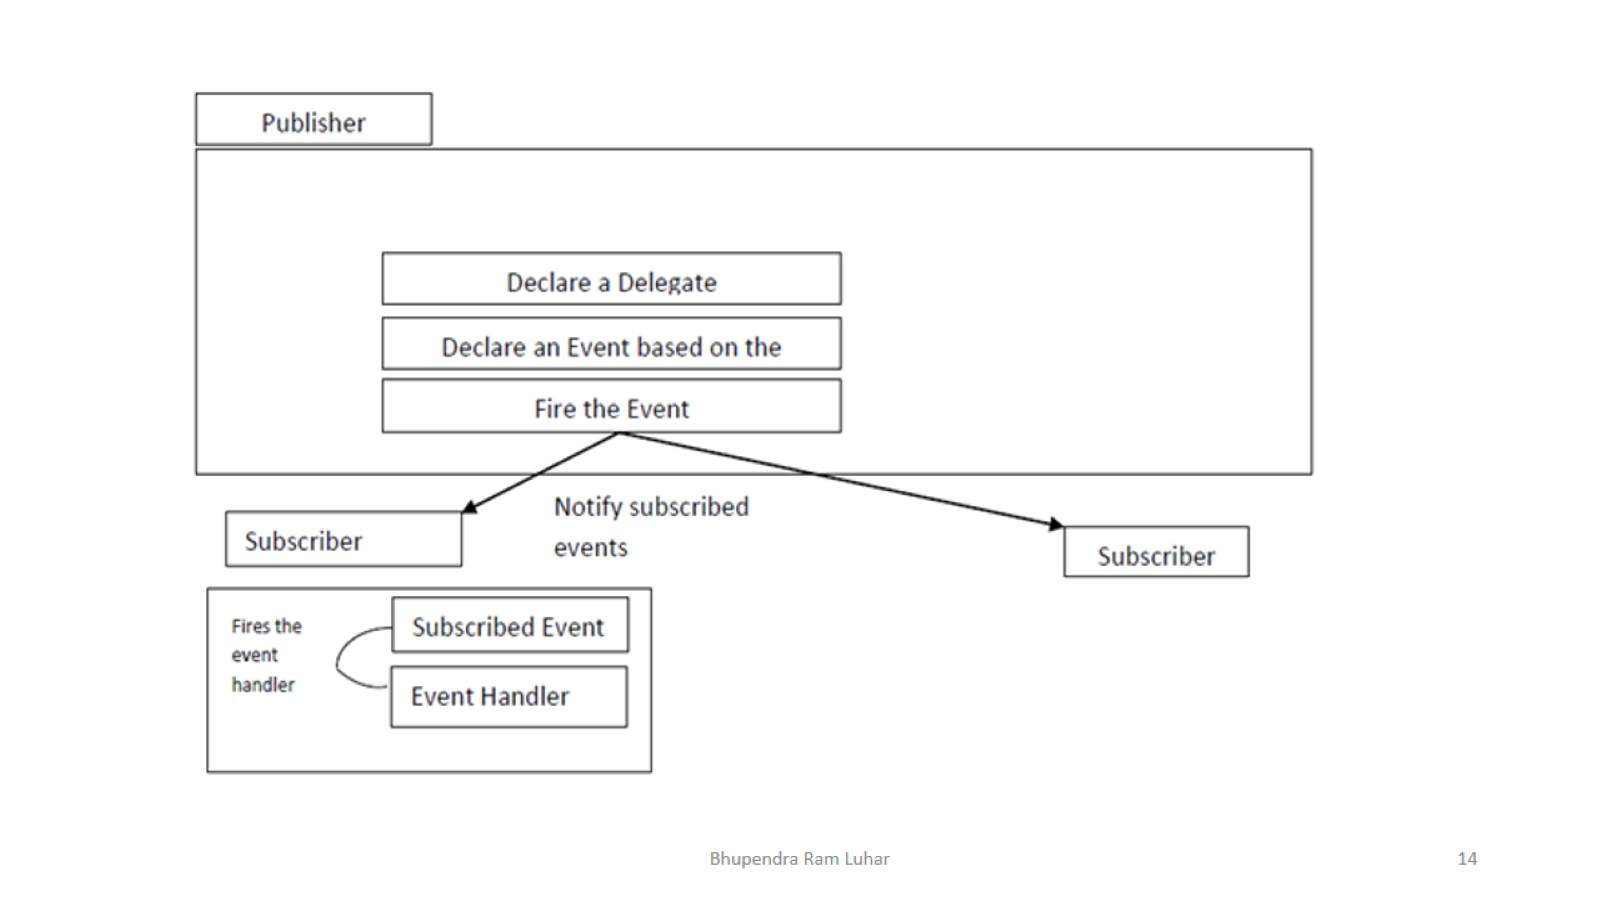 Publisher
Declare a Delegate
Declare an Event based on the
Fire the Event
Notify subscribed
events
Subscriber
Subscriber
Fires the
event
handler
Subscribed Event
Event Handler
Bhupendra Ram Luhar
14